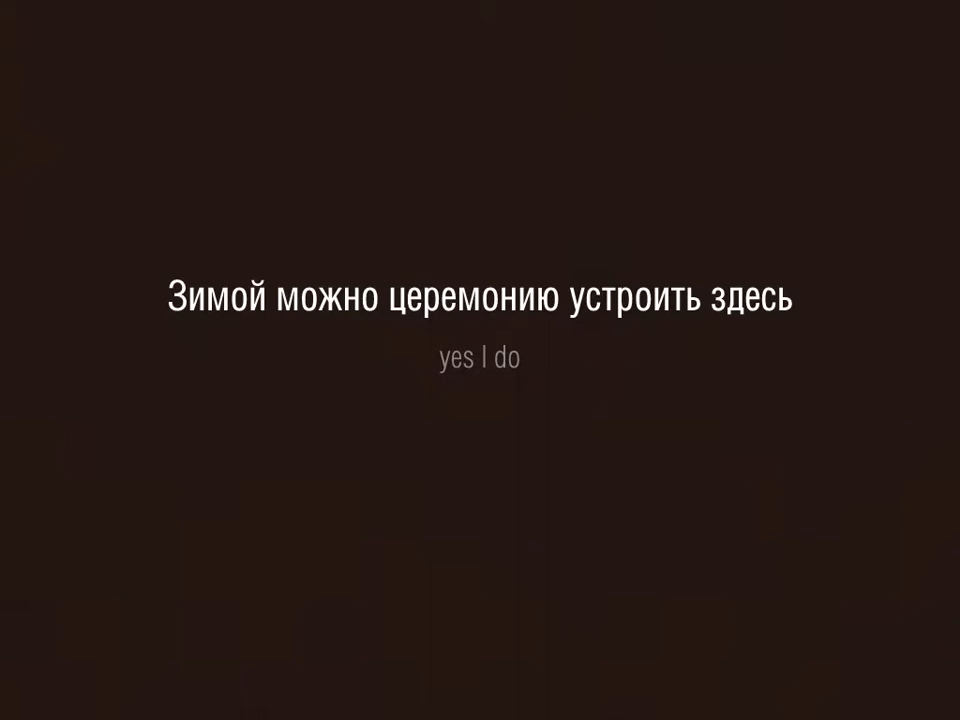 Зимой можно церемонию устроить здесь
yes I do